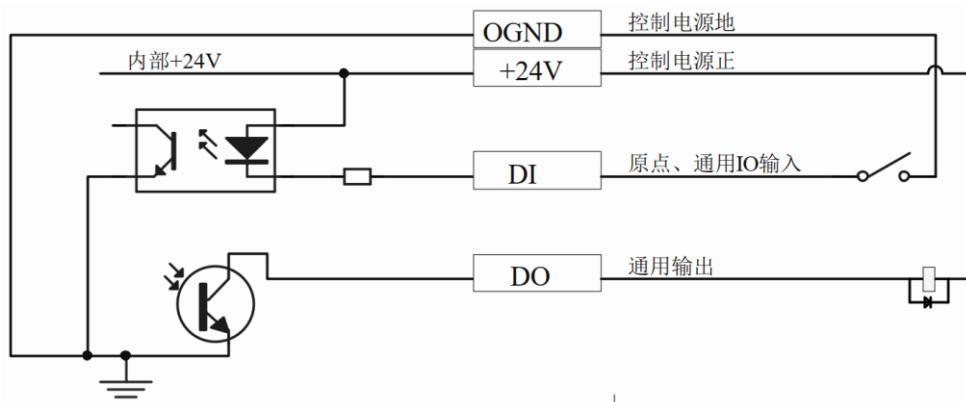 OGND 控制电源地
内部+24V +24V 控制电源正
DI 原点、通用IO输入
DO 通用输出